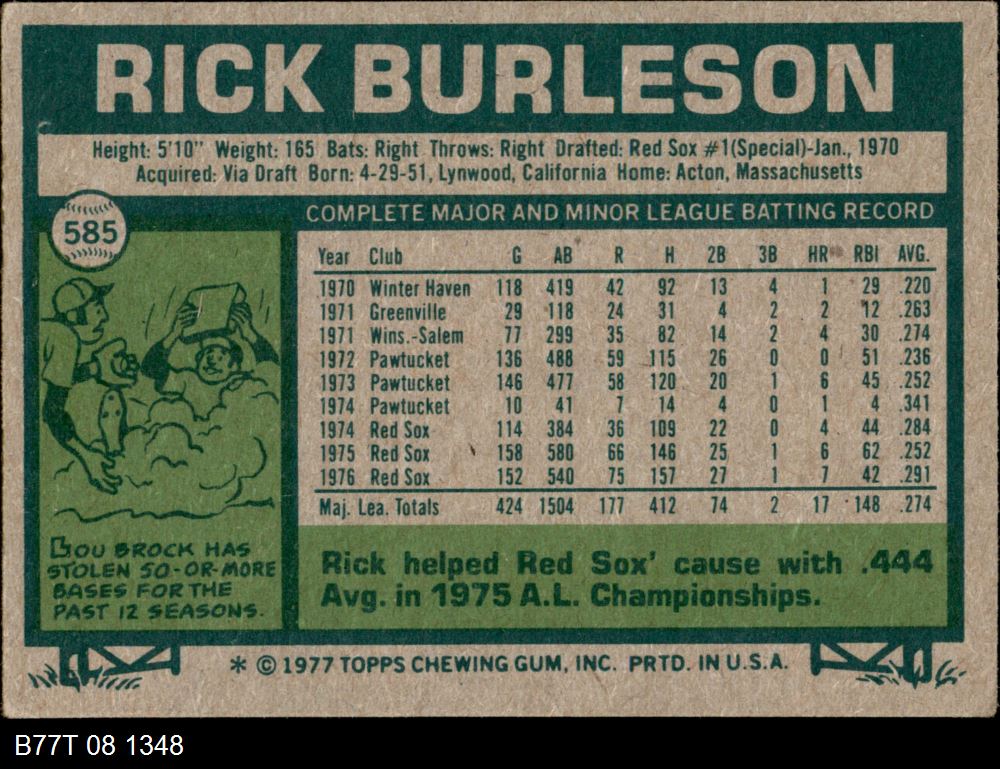 RICK BURLESON
Height: 5'10" Weight: 165 Bats: Right Throws: Right Drafted: Red Sox #1(Special)-Jan., 1970
Acquired: Via Draft Born: 4-29-51, Lynwood, California Home: Acton, Massachusetts
585
COMPLETE MAJOR AND MINOR LEAGUE BATTING RECORD
Year Club G AB R H 2B 3B HR RBI AVG.
1970 Winter Haven 118 419 42 92 13 4 1 29 .220
1971 Greenville 29 118 24 31 4 2 2 12 .263
1971 Wins.-Salem 77 299 35 82 14 2 4 30 .274
1972 Pawtucket 136 488 59 115 26 0 0 51 .236
1973 Pawtucket 146 477 58 120 20 1 6 45 .252
1974 Pawtucket 10 41 7 14 4 0 1 4 .341
1974 Red Sox 114 384 36 109 22 0 4 44 .284
1975 Red Sox 158 580 66 146 25 1 6 62 .252
1976 Red Sox 152 540 75 157 27 1 7 42 .291
Maj. Lea. Totals 424 1504 177 412 74 2 17 148 .274
LOU BROCK HAS
STOLEN 50-OR-MORE
BASES FOR THE
PAST 12 SEASONS.
Rick helped Red Sox' cause with .444
Avg. in 1975 A.L. Championships.
* © 1977 TOPPS CHEWING GUM, INC. PRTD. IN U.S.A.
B77T 08 1348